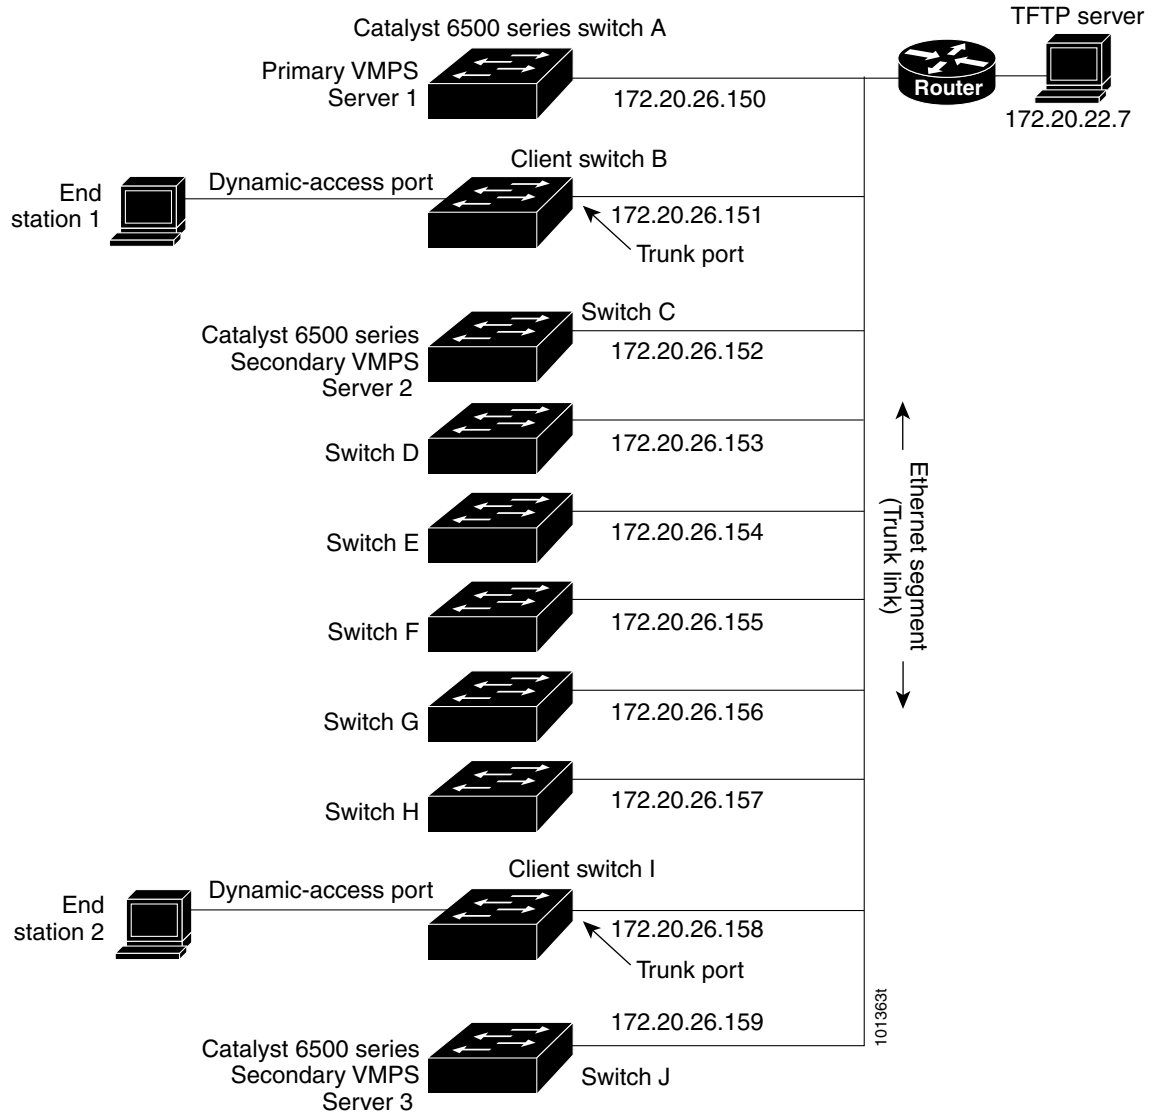 Catalyst 6500 series switch A
TFTP server
Primary VMPS
Server 1
172.20.26.150
Router
172.20.22.7
Client switch B
End
station 1
Dynamic-access port
172.20.26.151
Trunk port
Switch C
Catalyst 6500 series
Secondary VMPS
Server 2
172.20.26.152
Switch D
172.20.26.153
Switch E
172.20.26.154
Switch F
172.20.26.155
Switch G
172.20.26.156
Switch H
172.20.26.157
Ethernet segment
(Trunk link)
Client switch I
End
station 2
Dynamic-access port
172.20.26.158
Trunk port
172.20.26.159
Catalyst 6500 series
Secondary VMPS
Server 3
Switch J
101363t